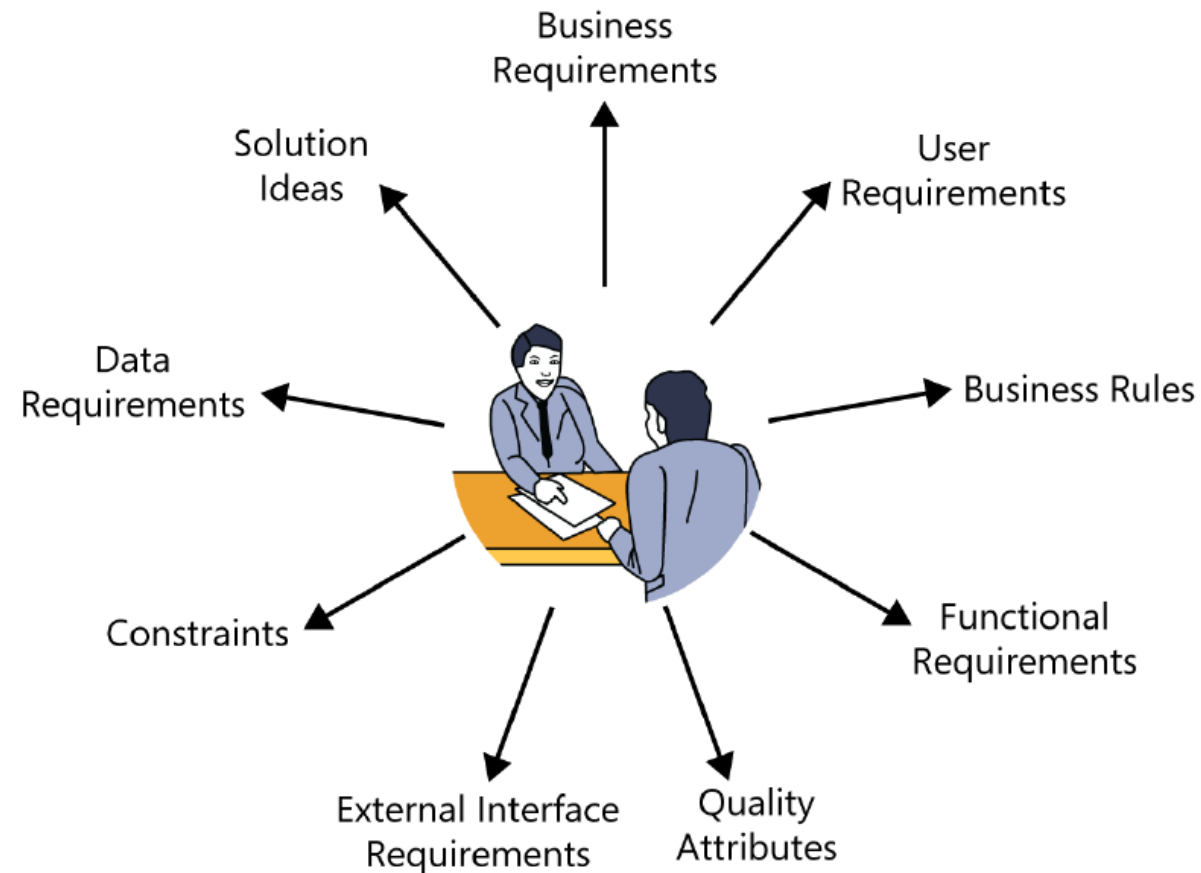 Business
Requirements
Solution
Ideas
User
Requirements
Data
Requirements
Business Rules
Constraints
Functional
Requirements
External Interface
Requirements
Quality
Attributes